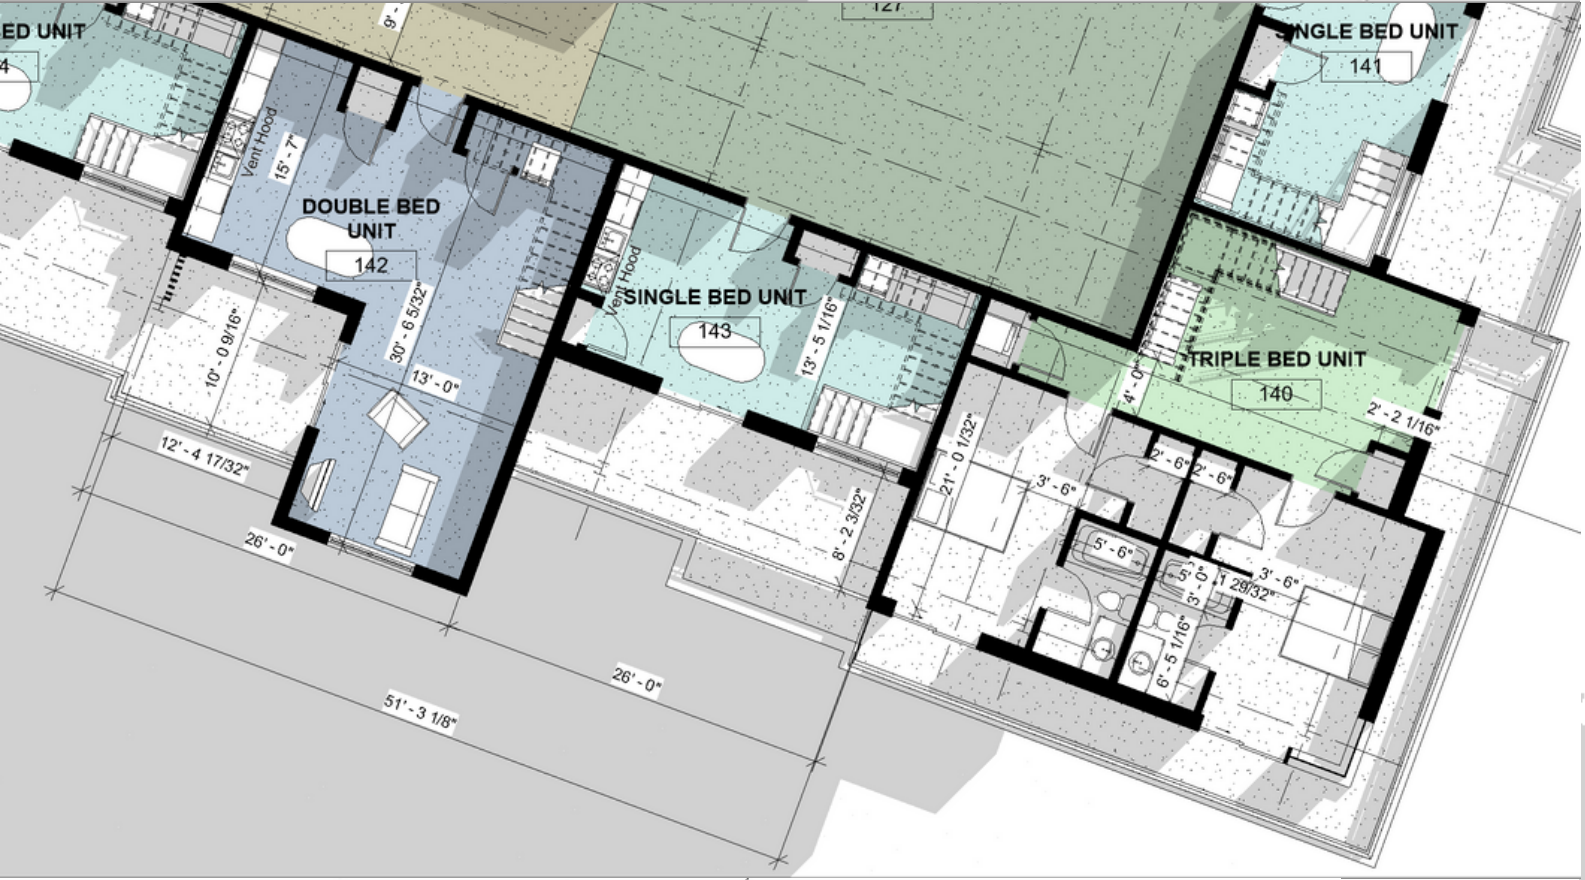 127
9' -
ED UNIT
4
SINGLE BED UNIT
141
Vent Hood
15' - 7"
DOUBLE BED
UNIT
142
Vent Hood
SINGLE BED UNIT
143
13' - 5 1/16"
30' - 6 5/32"
10' - 0 9/16"
13' - 0"
TRIPLE BED UNIT
140
4' - 0"
2' - 2 1/16"
12' - 4 17/32"
21' - 0 1/32"
2' - 6"
2' - 6"
3' - 6"
8' - 2 3/32"
26' - 0"
5' - 6"
3' - 6"
5'
3' - 0"
1 29/32"
6' - 5 1/16"
26' - 0"
51' - 3 1/8"